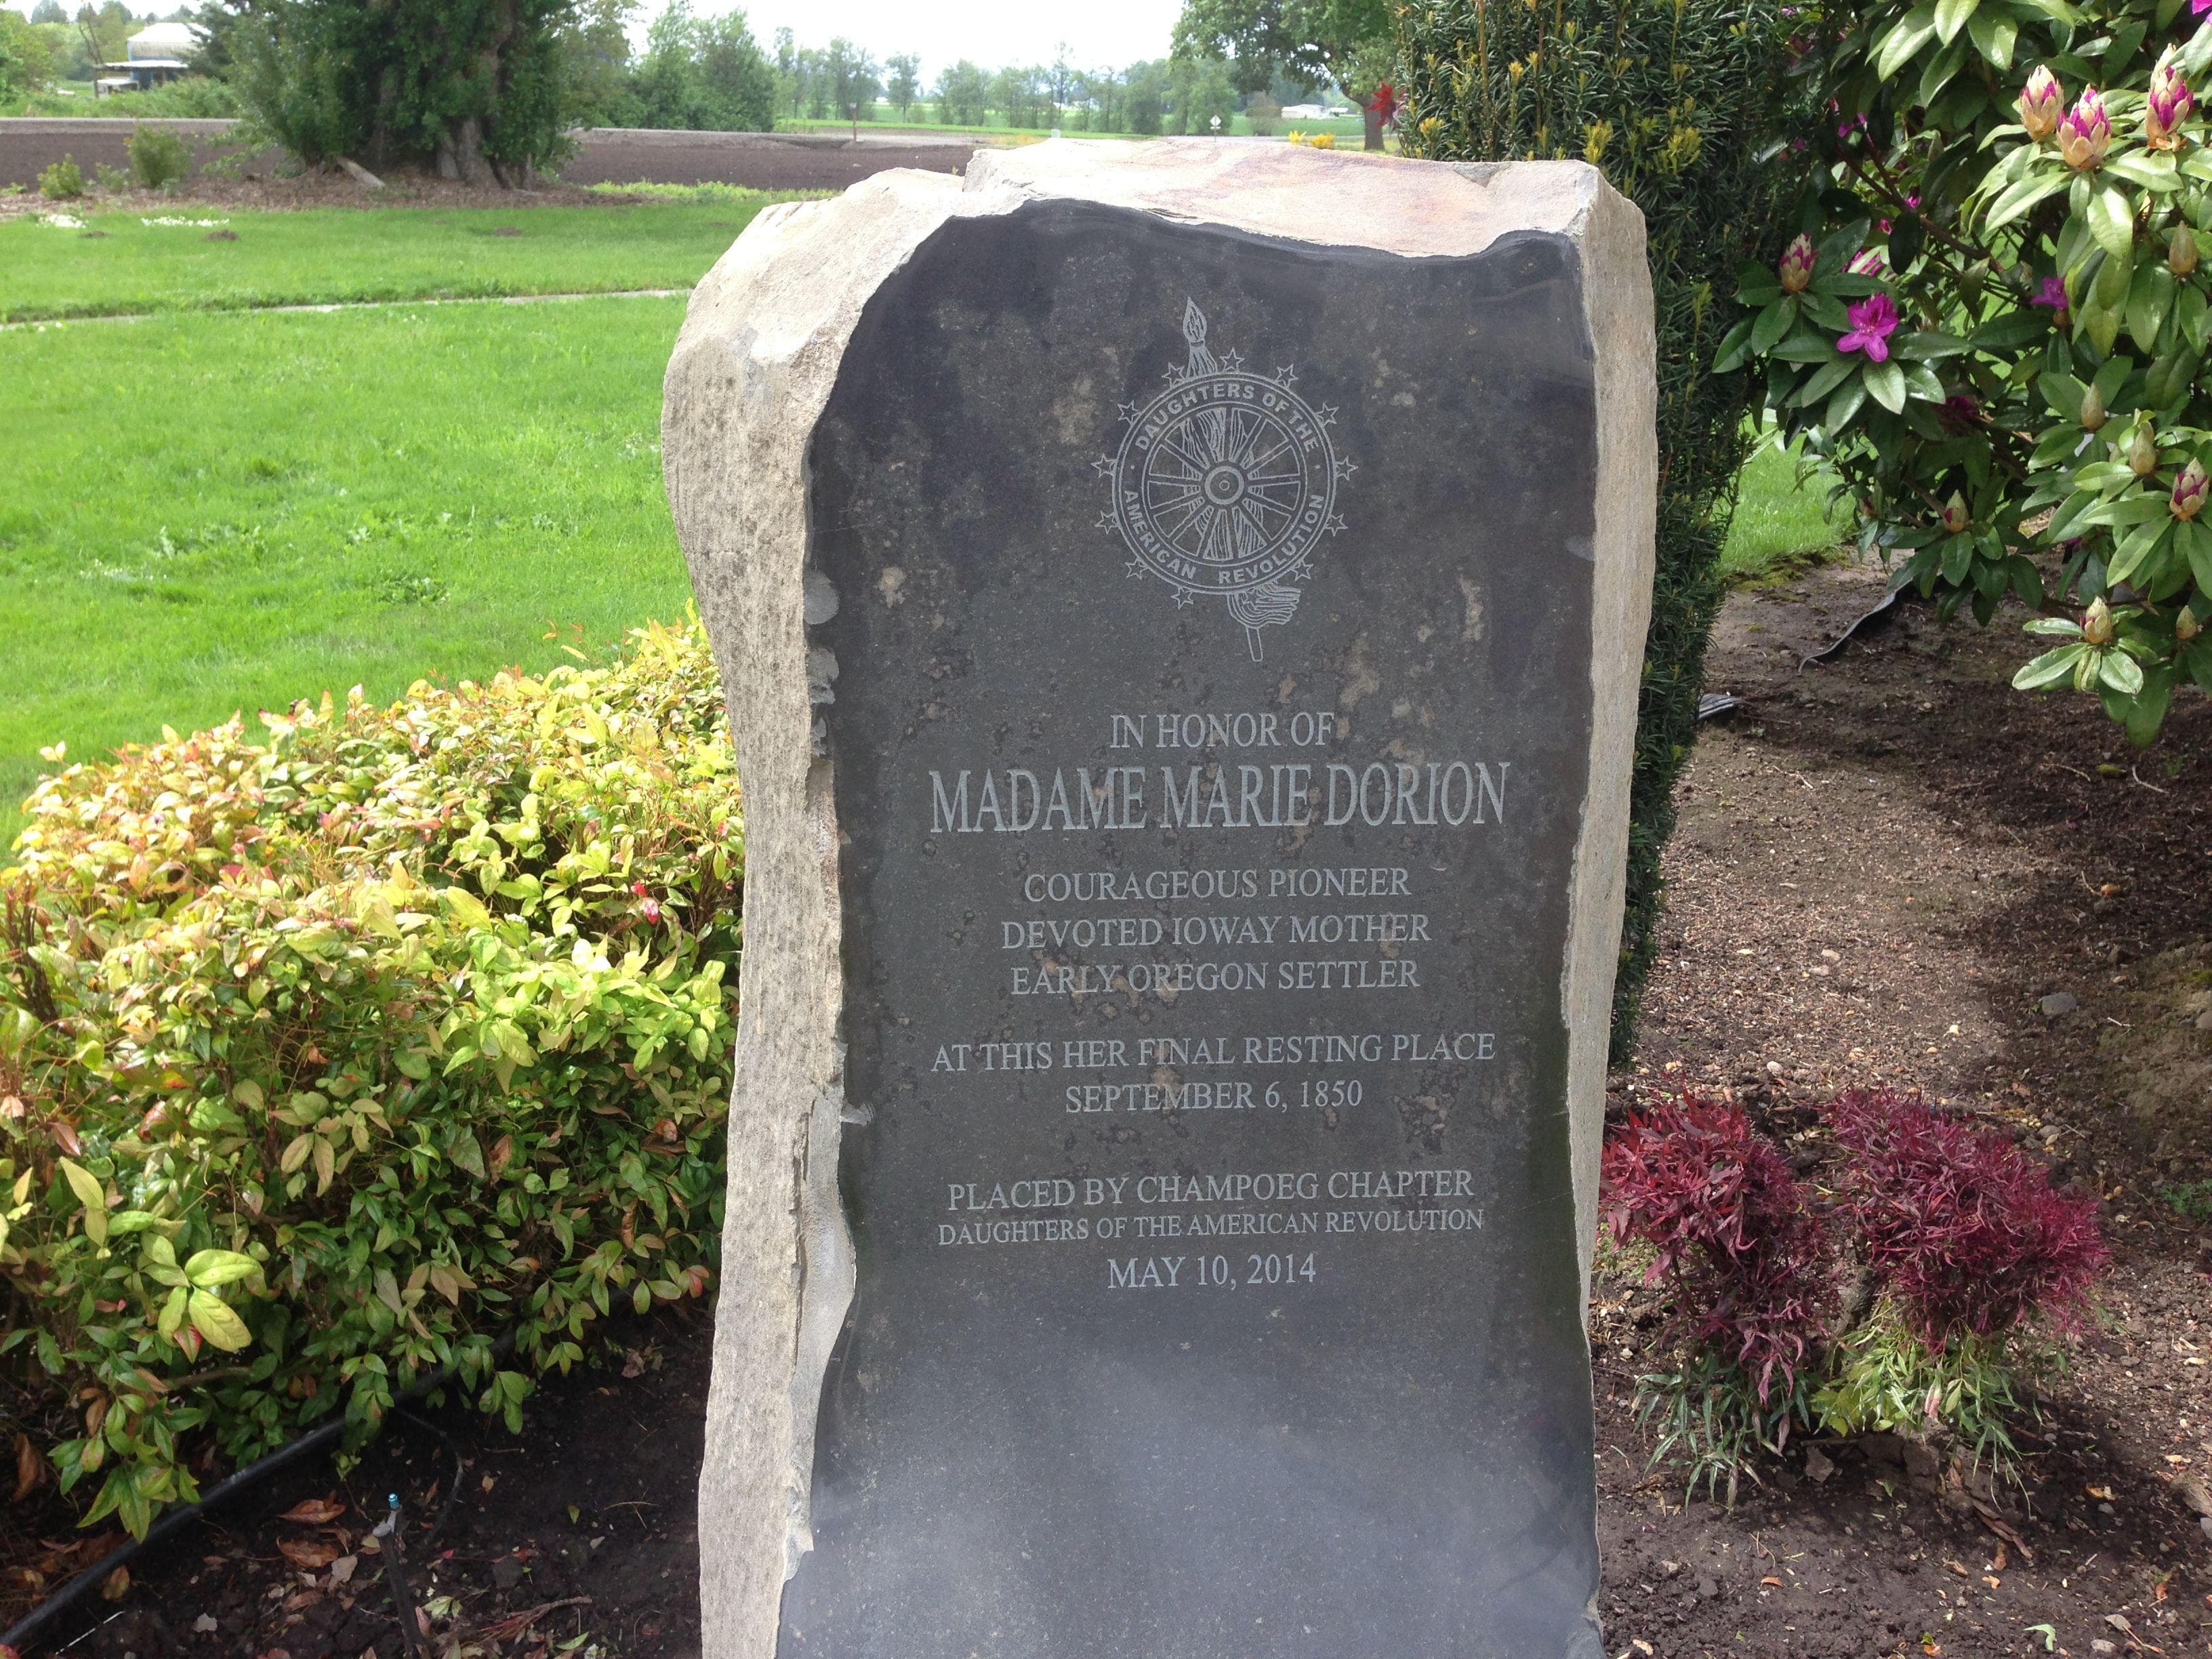 DAUGHTERS OF THE
AMERICAN REVOLUTION
IN HONOR OF
MADAME MARIE DORION
COURAGEOUS PIONEER
DEVOTED IOWAY MOTHER
EARLY OREGON SETTLER
AT THIS HER FINAL RESTING PLACE
SEPTEMBER 6, 1850
PLACED BY CHAMPOEG CHAPTER
DAUGHTERS OF THE AMERICAN REVOLUTION
MAY 10, 2014